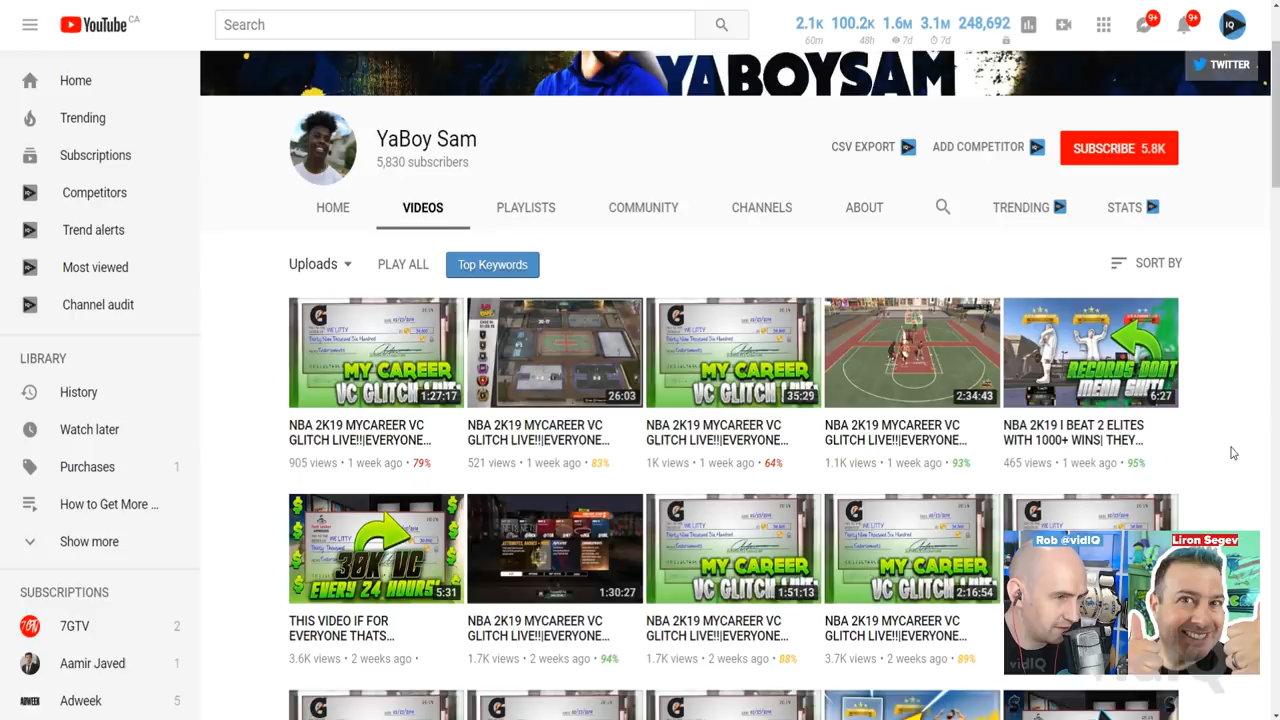 YouTube CA
Search
2.1K 100.2K 1.6M 3.1M 248,692
60m 48h 7d 7d
9+ 9+
IQ
YABOYSAM
TWITTER
Home
Trending
Subscriptions
Competitors
Trend alerts
Most viewed
Channel audit
LIBRARY
History
Watch later
Purchases 1
How to Get More ...
Show more
SUBSCRIPTIONS
7GTV 2
Aamir Javed 1
ADWEEK Adweek 5
YaBoy Sam
5,830 subscribers
CSV EXPORT ADD COMPETITOR SUBSCRIBE 5.8K
HOME VIDEOS PLAYLISTS COMMUNITY CHANNELS ABOUT TRENDING STATS
Uploads PLAY ALL Top Keywords SORT BY
MY CAREER
VC GLITCH LIVE
1:27:17
26:03
MY CAREER
VC GLITCH LIVE
35:29
2:34:43
RECORDS DONT
MEAN SHIT!
6:27
NBA 2K19 MYCAREER VC
GLITCH LIVE!!|EVERYONE...
905 views • 1 week ago • 79%
NBA 2K19 MYCAREER VC
GLITCH LIVE!!|EVERYONE...
521 views • 1 week ago • 83%
NBA 2K19 MYCAREER VC
GLITCH LIVE!!|EVERYONE...
1K views • 1 week ago • 64%
NBA 2K19 MYCAREER VC
GLITCH LIVE!!|EVERYONE...
1.1K views • 1 week ago • 93%
NBA 2K19 I BEAT 2 ELITES
WITH 1000+ WINS| THEY...
465 views • 1 week ago • 95%
38K VC
EVERY 24 HOURS
5:31
1:30:27
MY CAREER
VC GLITCH LIVE
1:51:13
MY CAREER
VC GLITCH LIVE
2:16:54
THIS VIDEO IF FOR
EVERYONE THATS...
3.6K views • 2 weeks ago •
NBA 2K19 MYCAREER VC
GLITCH LIVE!!|EVERYONE...
1.7K views • 2 weeks ago • 94%
NBA 2K19 MYCAREER VC
GLITCH LIVE!!|EVERYONE...
1.7K views • 2 weeks ago • 88%
NBA 2K19 MYCAREER VC
GLITCH LIVE!!|EVERYONE...
3.7K views • 2 weeks ago • 89%
Rob @vidIQ
Liron Segev
vidIQ